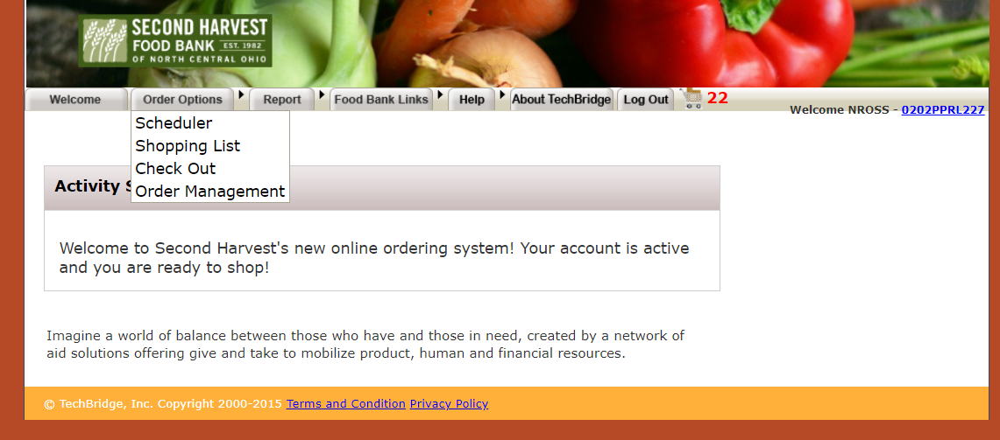 SECOND HARVEST
FOOD BANK EST. 1982
OF NORTH CENTRAL OHIO
Welcome Order Options Report Food Bank Links Help About TechBridge Log Out 22
Welcome NROSS - 0202PPRL227
Scheduler
Shopping List
Check Out
Order Management
Activity
Welcome to Second Harvest's new online ordering system! Your account is active
and you are ready to shop!
Imagine a world of balance between those who have and those in need, created by a network of
aid solutions offering give and take to mobilize product, human and financial resources.
© TechBridge, Inc. Copyright 2000-2015 Terms and Condition Privacy Policy